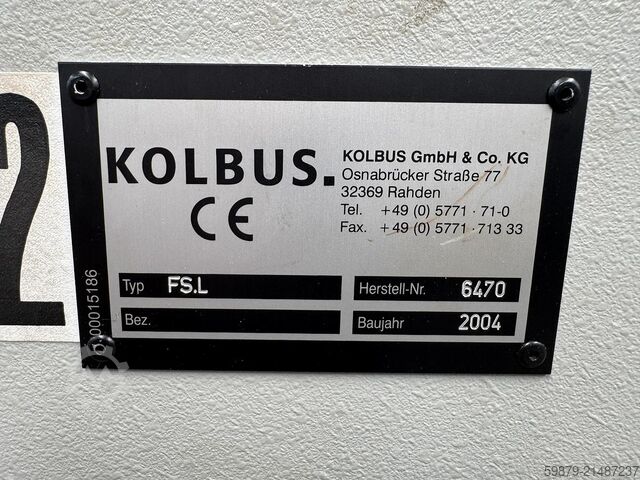 2
KOLBUS.
CE
KOLBUS GmbH & Co. KG
Osnabrücker Straße 77
32369 Rahden
Tel. +49 (0) 5771 · 71-0
Fax. +49 (0) 5771 · 713 33
Typ FS.L
Herstell-Nr. 6470
Bez.
Baujahr 2004
00015186
59379-21487237